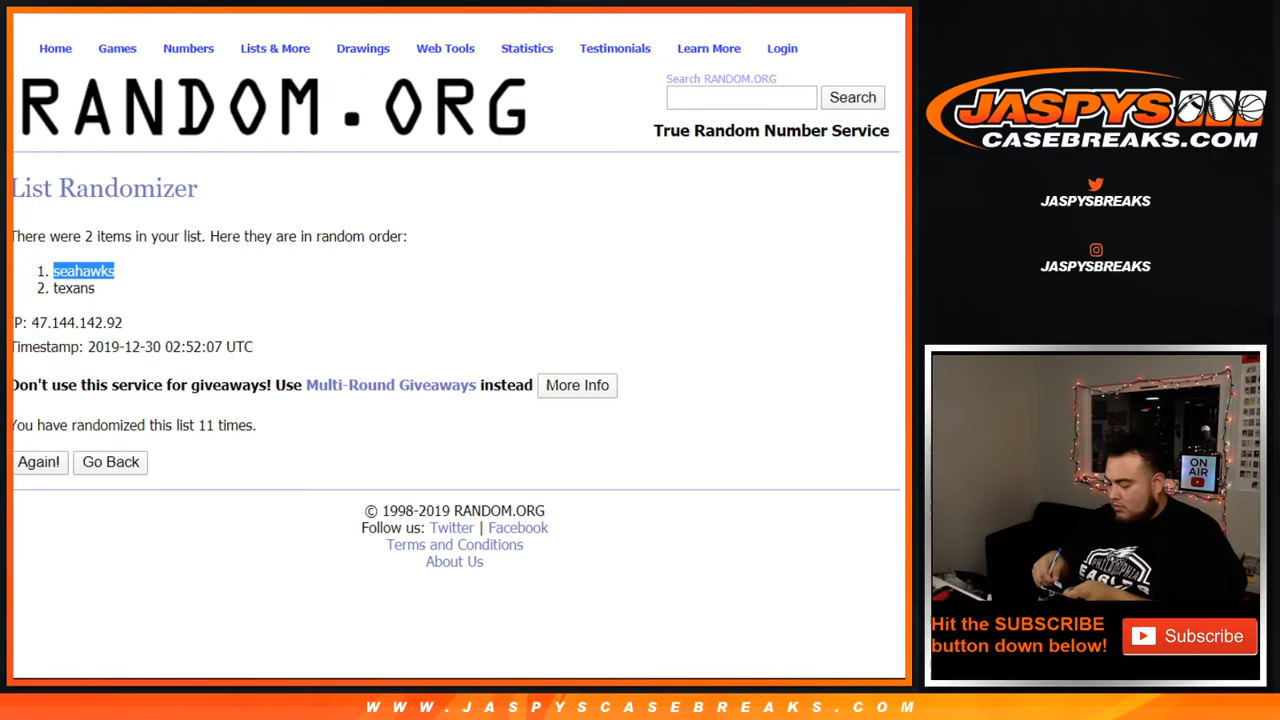 Home Games Numbers Lists & More Drawings Web Tools Statistics Testimonials Learn More Login
RANDOM.ORG
Search RANDOM.ORG
Search
True Random Number Service
List Randomizer
There were 2 items in your list. Here they are in random order:
1. seahawks
2. texans
IP: 47.144.142.92
Timestamp: 2019-12-30 02:52:07 UTC
Don't use this service for giveaways! Use Multi-Round Giveaways instead More Info
You have randomized this list 11 times.
Again! Go Back
© 1998-2019 RANDOM.ORG
Follow us: Twitter | Facebook
Terms and Conditions
About Us
JASPYS
CASEBREAKS.COM
JASPYSBREAKS
JASPYSBREAKS
ON
AIR
PHILADELPHIA
EAGLES
Hit the SUBSCRIBE
button down below!
Subscribe
WWW.JASPYSCASEBREAKS.COM